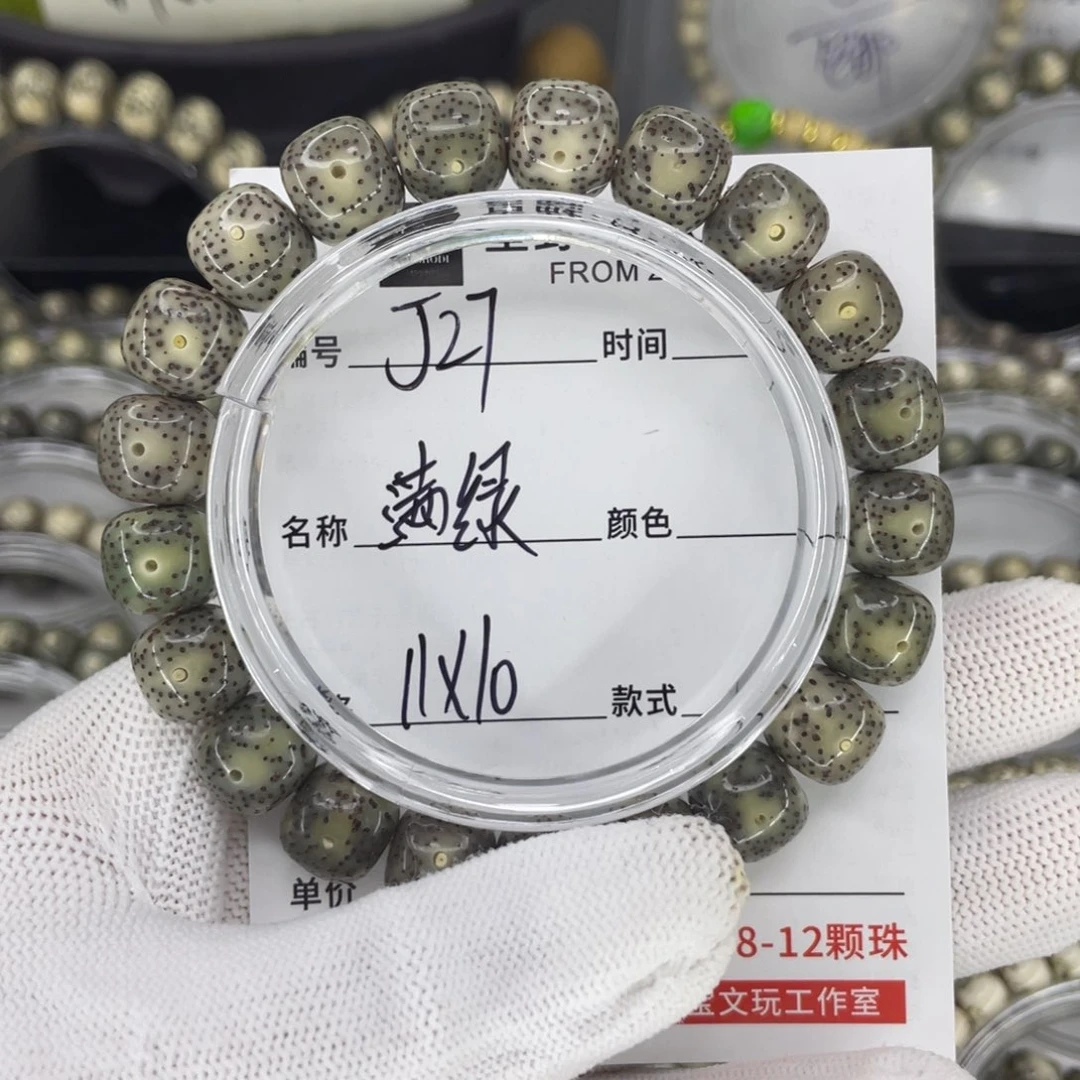 FROM
编号 J27 时间
名称 满绿 颜色
11X10 款式
单价
8-12颗珠
宝文玩工作室